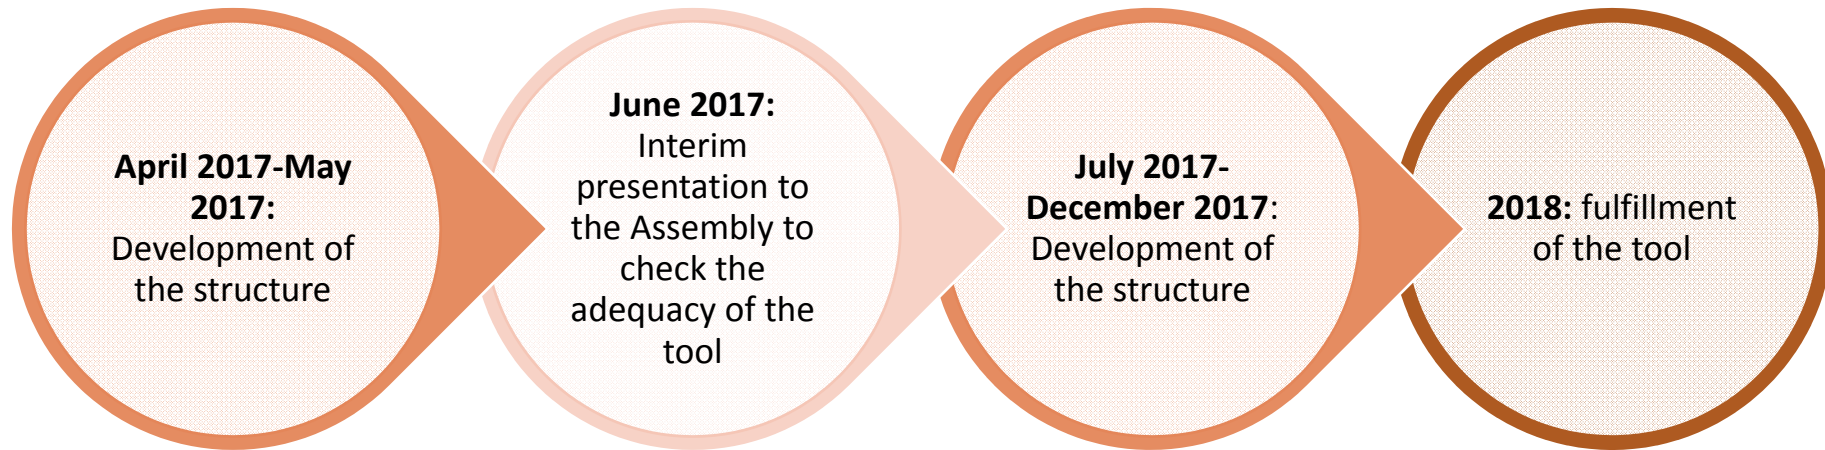 April 2017-May
2017:
Development of
the structure
June 2017:
Interim
presentation to
the Assembly to
check the
adequacy of the
tool
July 2017-
December 2017:
Development of
the structure
2018: fulfillment
of the tool